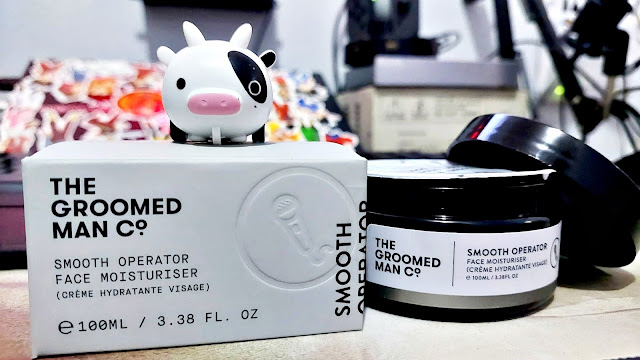 THE
GROOMED
MAN Cº
SMOOTH OPERATOR
FACE MOISTURISER
(CRÈME HYDRATANTE VISAGE)
℮100ML / 3.38 FL. OZ
SMOOTH
OPERATOR
THE
GROOMED
MAN Cº
SMOOTH OPERATOR
FACE MOISTURISER
(CRÈME HYDRATANTE VISAGE)
℮ 100ML / 3.38FL OZ